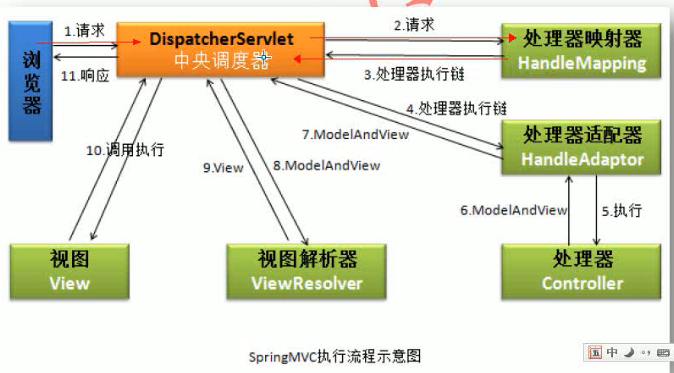 1.请求
2.请求
浏览器
DispatcherServlet
中央调度器
处理器映射器
HandleMapping
11.响应
3.处理器执行链
4.处理器执行链
处理器适配器
HandleAdaptor
7.ModelAndView
10.调用执行
9.View
8.ModelAndView
6.ModelAndView
5.执行
视图
View
视图解析器
ViewResolver
处理器
Controller
SpringMVC执行流程示意图
五 中